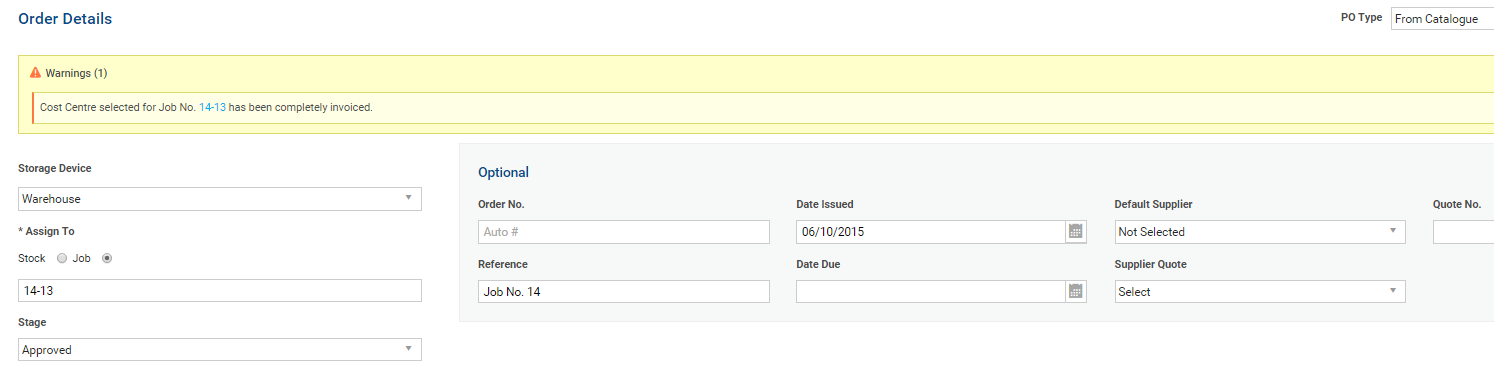 Order Details
PO Type From Catalogue
Warnings (1)
Cost Centre selected for Job No. 14-13 has been completely invoiced.
Storage Device
Warehouse
* Assign To
Stock Job
14-13
Stage
Approved
Optional
Order No. Date Issued Default Supplier Quote No.
Auto # 06/10/2015 Not Selected
Reference Date Due Supplier Quote
Job No. 14 Select